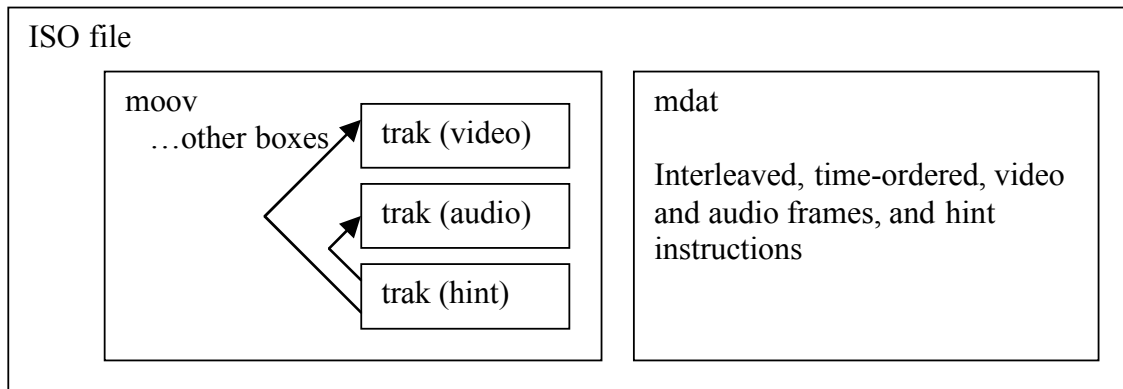 ISO file
moov
…other boxes
trak (video)
trak (audio)
trak (hint)
mdat
Interleaved, time-ordered, video
and audio frames, and hint
instructions